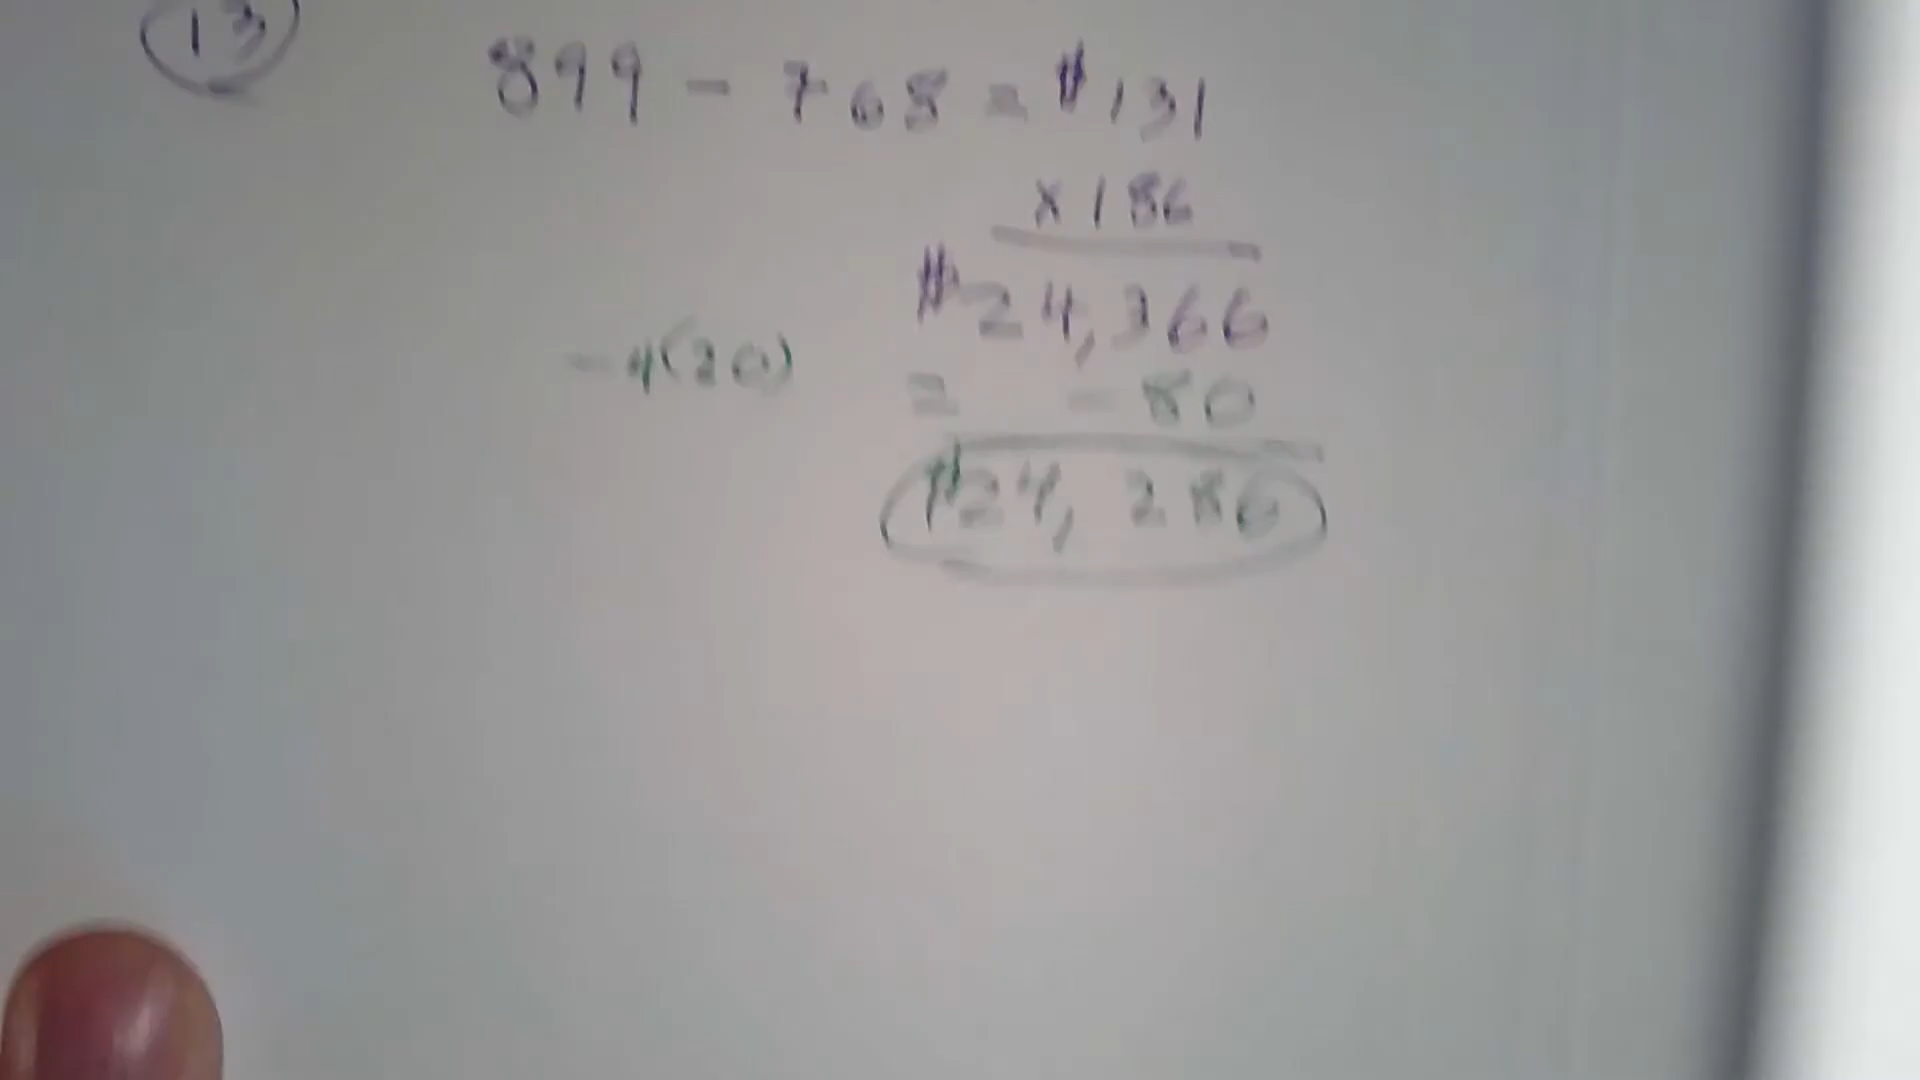 13
899 - 768 = $131
x 186
$24,366
- 4(20) = - 80
$24, 286